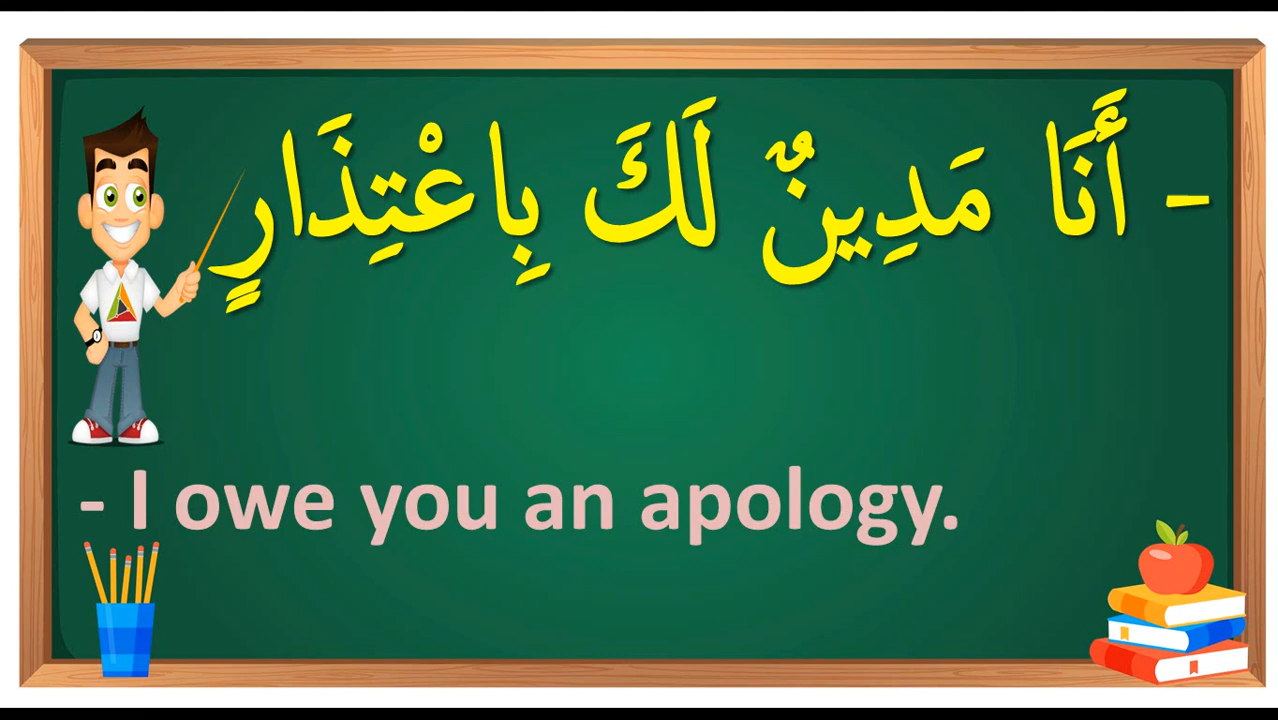 - أَنَا مَدِينٌ لَكَ بِاعْتِذَارٍ
- I owe you an apology.